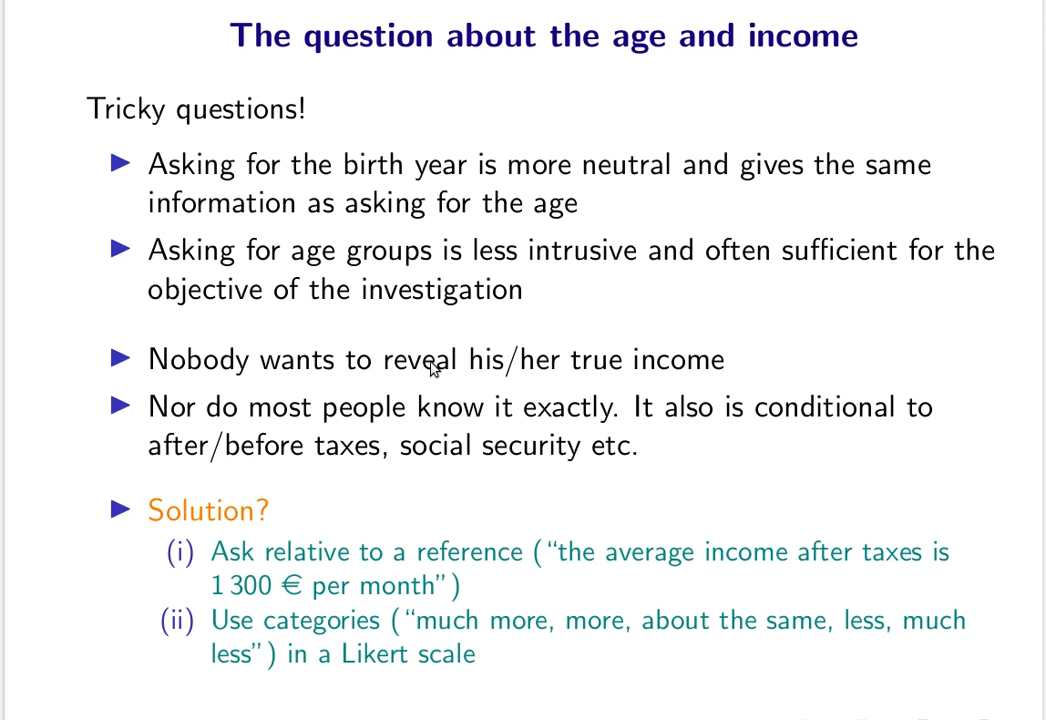 The question about the age and income
Tricky questions!
▶ Asking for the birth year is more neutral and gives the same
information as asking for the age
▶ Asking for age groups is less intrusive and often sufficient for the
objective of the investigation
▶ Nobody wants to reveal his/her true income
▶ Nor do most people know it exactly. It also is conditional to
after/before taxes, social security etc.
▶ Solution?
(i) Ask relative to a reference (“the average income after taxes is
1 300 € per month”)
(ii) Use categories (“much more, more, about the same, less, much
less”) in a Likert scale